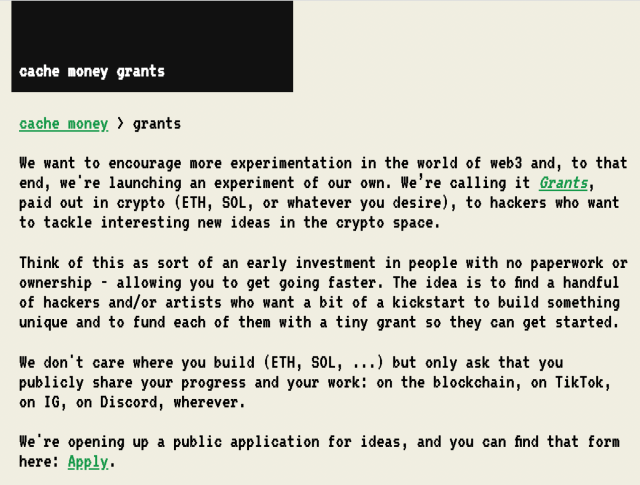 cache money grants
cache money > grants
We want to encourage more experimentation in the world of web3 and, to that
end, we're launching an experiment of our own. We’re calling it Grants,
paid out in crypto (ETH, SOL, or whatever you desire), to hackers who want
to tackle interesting new ideas in the crypto space.
Think of this as sort of an early investment in people with no paperwork or
ownership - allowing you to get going faster. The idea is to find a handful
of hackers and/or artists who want a bit of a kickstart to build something
unique and to fund each of them with a tiny grant so they can get started.
We don't care where you build (ETH, SOL, ...) but only ask that you
publicly share your progress and your work: on the blockchain, on TikTok,
on IG, on Discord, wherever.
We're opening up a public application for ideas, and you can find that form
here: Apply.